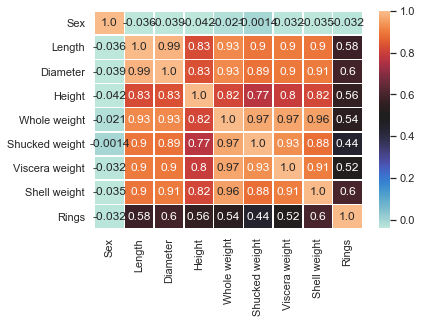 Sex 1.0 -0.036 -0.039 -0.042 -0.021 -0.0014 -0.032 -0.035 -0.032
Length -0.036 1.0 0.99 0.83 0.93 0.9 0.9 0.9 0.58
Diameter -0.039 0.99 1.0 0.83 0.93 0.89 0.9 0.91 0.6
Height -0.042 0.83 0.83 1.0 0.82 0.77 0.8 0.82 0.56
Whole weight -0.021 0.93 0.93 0.82 1.0 0.97 0.97 0.96 0.54
Shucked weight -0.0014 0.9 0.89 0.77 0.97 1.0 0.93 0.88 0.44
Viscera weight -0.032 0.9 0.9 0.8 0.97 0.93 1.0 0.91 0.52
Shell weight -0.035 0.9 0.91 0.82 0.96 0.88 0.91 1.0 0.6
Rings -0.032 0.58 0.6 0.56 0.54 0.44 0.52 0.6 1.0
Sex
Length
Diameter
Height
Whole weight
Shucked weight
Viscera weight
Shell weight
Rings
1.0
0.8
0.6
0.4
0.2
0.0